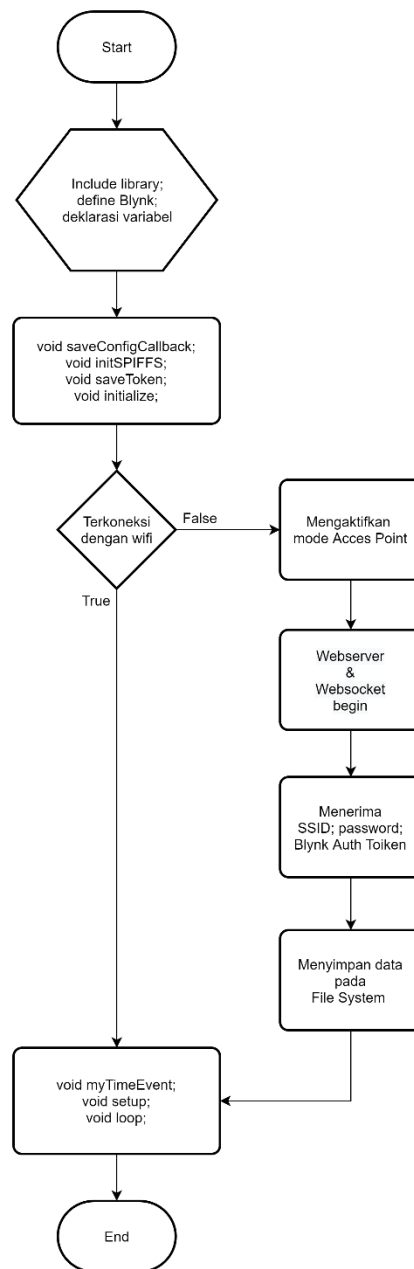 Start
Include library;
define Blynk;
deklarasi variabel
void saveConfigCallback;
void initSPIFFS;
void saveToken;
void initialize;
Terkoneksi
dengan wifi
False
True
Mengaktifkan
mode Acces Point
Webserver
&
Websocket
begin
Menerima
SSID; password;
Blynk Auth Toiken
Menyimpan data
pada
File System
void myTimeEvent;
void setup;
void loop;
End